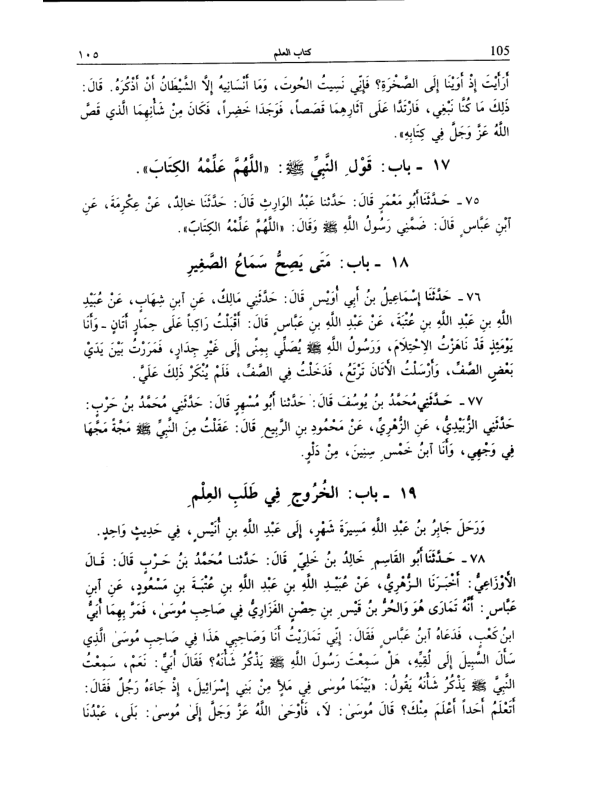 105 كتاب العلم ١٠٥
أَرَأَيْتَ إِذْ أَوَيْنَا إِلَى الصَّخْرَةِ؟ فَإِنِّي نَسِيتُ الحُوتَ، وَمَا أَنْسَانِيهُ إِلَّا الشَّيْطَانُ أَنْ أَذْكُرَهُ. قَالَ:
ذَلِكَ مَا كُنَّا نَبْغِي، فَارْتَدَّا عَلَى آثَارِهِمَا قَصَصاً، فَوَجَدَا خَضِراً، فَكَانَ مِنْ شَأْنِهِمَا الَّذي قَصَّ
اللَّهُ عَزَّ وَجَلَّ فِي كِتَابِهِ».
١٧ - باب: قَوْلِ النَّبِيِّ ﷺ: «اللَّهُمَّ عَلِّمْهُ الكِتَابَ».
٧٥ - حَدَّثَنَا أَبُو مَعْمَرٍ قَالَ: حَدَّثَنا عَبْدُ الوَارِثِ قَالَ: حَدَّثَنَا خالِدٌ، عَنْ عِكْرِمَةَ، عَنِ
ابْنِ عَبَّاسٍ قَالَ: ضَمَّنِي رَسُولُ اللَّهِ ﷺ وَقَالَ: «اللَّهُمَّ عَلِّمْهُ الكِتَابَ».
١٨ - باب: مَتَى يَصِحُّ سَمَاعُ الصَّغِيرِ
٧٦ - حَدَّثَنَا إِسْمَاعِيلُ بْنُ أَبِي أُوَيْسٍ قَالَ: حَدَّثَنِي مَالِكٌ، عَنِ ابْنِ شِهَابٍ، عَنْ عُبَيْدِ
اللَّهِ بْنِ عَبْدِ اللَّهِ بْنِ عُتْبَةَ، عَنْ عَبْدِ اللَّهِ بْنِ عَبَّاسٍ قَالَ: أَقْبَلْتُ رَاكِباً عَلَى حِمَارِ أَتَانٍ - وَأَنَا
يَوْمَئِذٍ قَدْ نَاهَزْتُ الِاحْتِلَامَ، وَرَسُولُ اللَّهِ ﷺ يُصَلِّي بِمِنًى إِلَى غَيْرِ جِدَارٍ، فَمَرَرْتُ بَيْنَ يَدَيْ
بَعْضِ الصَّفِّ، وَأَرْسَلْتُ الأَتَانَ تَرْتَعُ، فَدَخَلْتُ فِي الصَّفِّ، فَلَمْ يُنْكَرْ ذَلِكَ عَلَيَّ.
٧٧ - حَدَّثَنِي مُحَمَّدُ بْنُ يُوسُفَ قَالَ: حَدَّثَنا أَبُو مُسْهِرٍ قَالَ: حَدَّثَنِي مُحَمَّدُ بْنُ حَرْبٍ:
حَدَّثَنِي الزُّبَيْدِيُّ، عَنِ الزُّهْرِيِّ، عَنْ مَحْمُودِ بْنِ الرَّبِيعِ قَالَ: عَقَلْتُ مِنَ النَّبِيِّ ﷺ مَجَّةً مَجَّهَا
فِي وَجْهِي، وَأَنَا ابْنُ خَمْسِ سِنِينَ، مِنْ دَلْوٍ.
١٩ - باب: الخُرُوجِ فِي طَلَبِ العِلْمِ
وَرَحَلَ جَابِرُ بْنُ عَبْدِ اللَّهِ مَسِيرَةَ شَهْرٍ، إِلَى عَبْدِ اللَّهِ بْنِ أُنَيْسٍ، فِي حَدِيثٍ وَاحِدٍ.
٧٨ - حَدَّثَنَا أَبُو القَاسِمِ خَالِدُ بْنُ خَلِيٍّ قَالَ: حَدَّثَنا مُحَمَّدُ بْنُ حَرْبٍ قَالَ: قَالَ
الأَوْزَاعِيُّ: أَخْبَرَنَا الزُّهْرِيُّ، عَنْ عُبَيْدِ اللَّهِ بْنِ عَبْدِ اللَّهِ بْنِ عُتْبَةَ بْنِ مَسْعُودٍ، عَنِ ابْنِ
عَبَّاسٍ: أَنَّهُ تَمَارَى هُوَ وَالحُرُّ بْنُ قَيْسِ بْنِ حِصْنٍ الفَزَارِيُّ فِي صَاحِبِ مُوسَى، فَمَرَّ بِهِمَا أُبَيُّ
ابْنُ كَعْبٍ، فَدَعَاهُ ابْنُ عَبَّاسٍ فَقَالَ: إِنِّي تَمَارَيْتُ أَنَا وَصَاحِبِي هَذَا فِي صَاحِبِ مُوسَى الَّذِي
سَأَلَ السَّبِيلَ إِلَى لُقِيِّهِ، هَلْ سَمِعْتَ رَسُولَ اللَّهِ ﷺ يَذْكُرُ شَأْنَهُ؟ فَقَالَ أُبَيٌّ: نَعَمْ، سَمِعْتُ
النَّبِيَّ ﷺ يَذْكُرُ شَأْنَهُ يَقُولُ: «بَيْنَمَا مُوسَى فِي مَلَأٍ مِنْ بَنِي إِسْرَائِيلَ، إِذْ جَاءَهُ رَجُلٌ فَقَالَ:
أَتَعْلَمُ أَحَداً أَعْلَمَ مِنْكَ؟ قَالَ مُوسَى: لَا، فَأَوْحَى اللَّهُ عَزَّ وَجَلَّ إِلَى مُوسَى: بَلَى، عَبْدُنَا